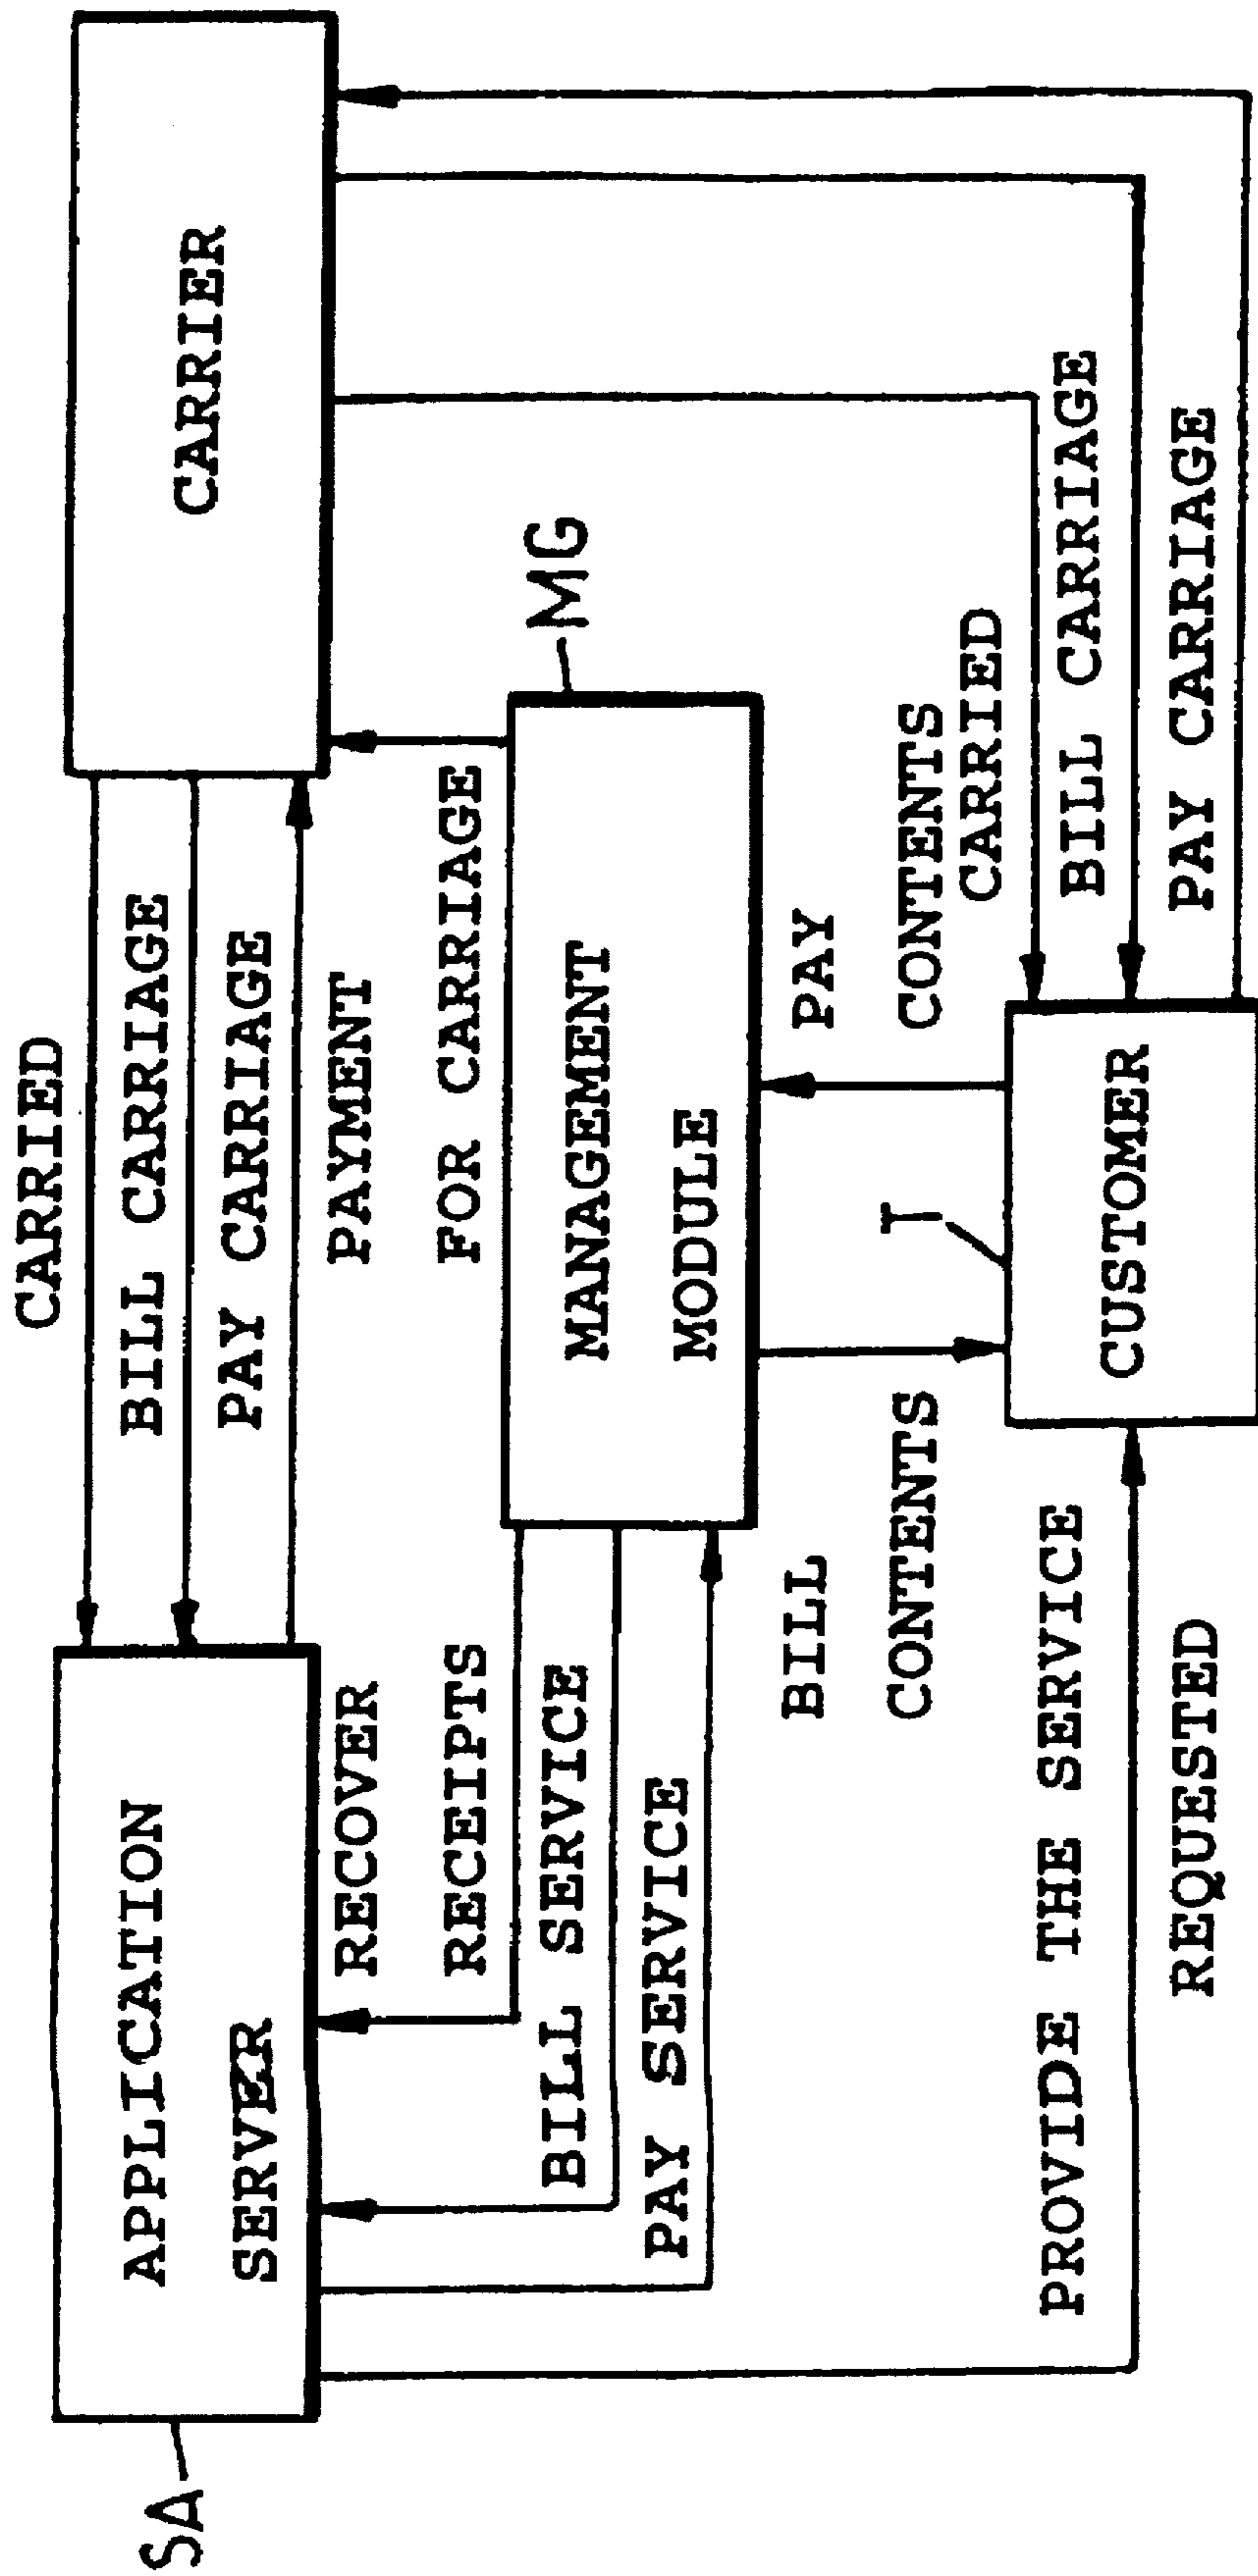 CARRIED
BILL CARRIAGE
PAY CARRIAGE
APPLICATION
SERVER
SA
CARRIER
RECOVER
RECEIPTS
PAYMENT
FOR CARRIAGE
BILL SERVICE
PAY SERVICE
MANAGEMENT
MODULE
MG
BILL
CONTENTS
PAY
CONTENTS
CARRIED
T
BILL CARRIAGE
PAY CARRIAGE
CUSTOMER
PROVIDE THE SERVICE
REQUESTED